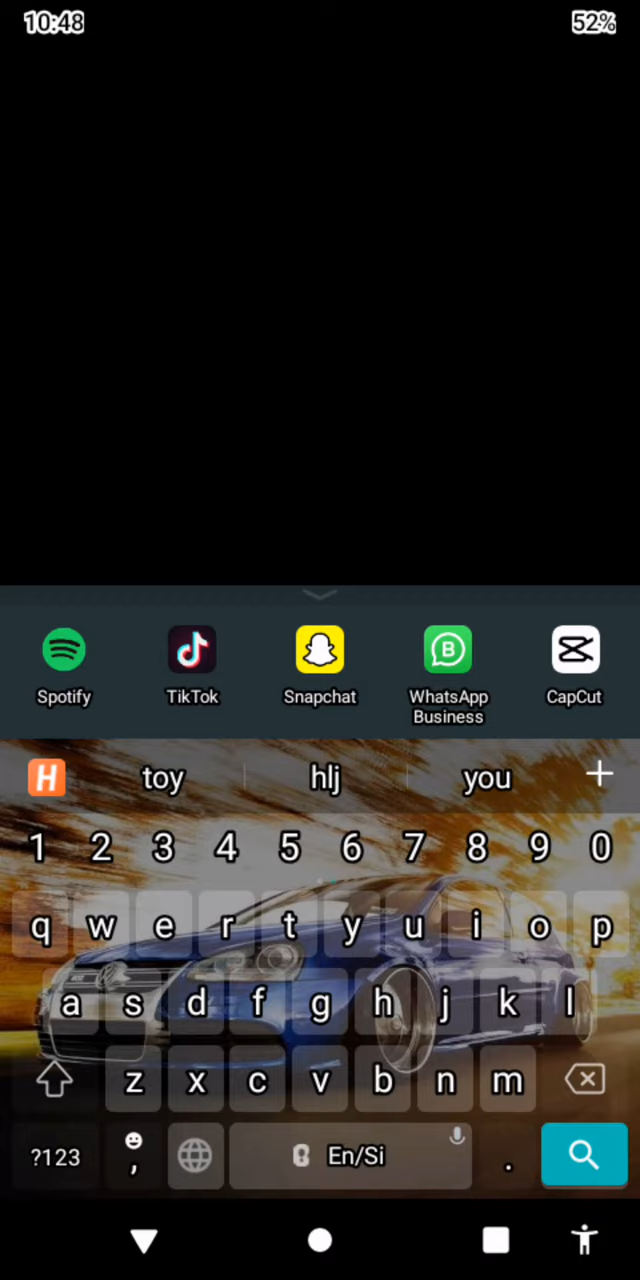 10:48 52%
Spotify TikTok Snapchat WhatsApp Business CapCut
H toy hlj you +
1 2 3 4 5 6 7 8 9 0
q w e r t y u i o p
a s d f g h j k l
z x c v b n m
?123 , En/Si .